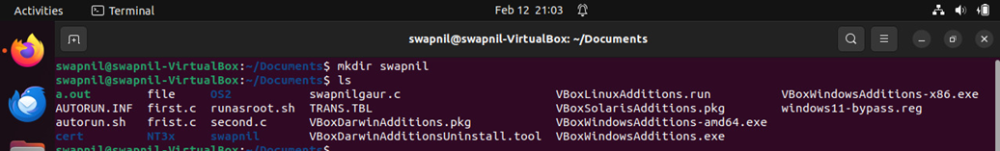 Activities Terminal Feb 12 21:03
swapnil@swapnil-VirtualBox: ~/Documents
swapnil@swapnil-VirtualBox:~/Documents$ mkdir swapnil
swapnil@swapnil-VirtualBox:~/Documents$ ls
a.out file OS2 swapnilgaur.c VBoxLinuxAdditions.run VBoxWindowsAdditions-x86.exe
AUTORUN.INF first.c runasroot.sh TRANS.TBL VBoxSolarisAdditions.pkg windows11-bypass.reg
autorun.sh frist.c second.c VBoxDarwinAdditions.pkg VBoxWindowsAdditions-amd64.exe
cert NT3x swapnil VBoxDarwinAdditionsUninstall.tool VBoxWindowsAdditions.exe
swapnil@swapnil-VirtualBox:~/Documents$